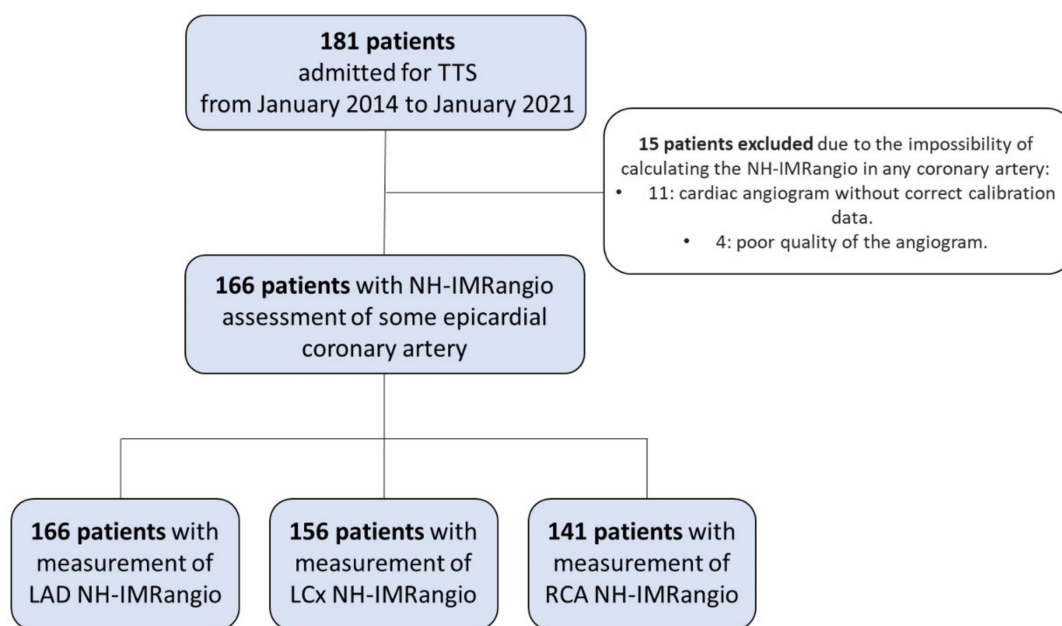 181 patients
admitted for TTS
from January 2014 to January 2021
15 patients excluded due to the impossibility of
calculating the NH-IMRangio in any coronary artery:
• 11: cardiac angiogram without correct calibration
data.
• 4: poor quality of the angiogram.
166 patients with NH-IMRangio
assessment of some epicardial
coronary artery
166 patients with
measurement of
LAD NH-IMRangio
156 patients with
measurement of
LCx NH-IMRangio
141 patients with
measurement of
RCA NH-IMRangio